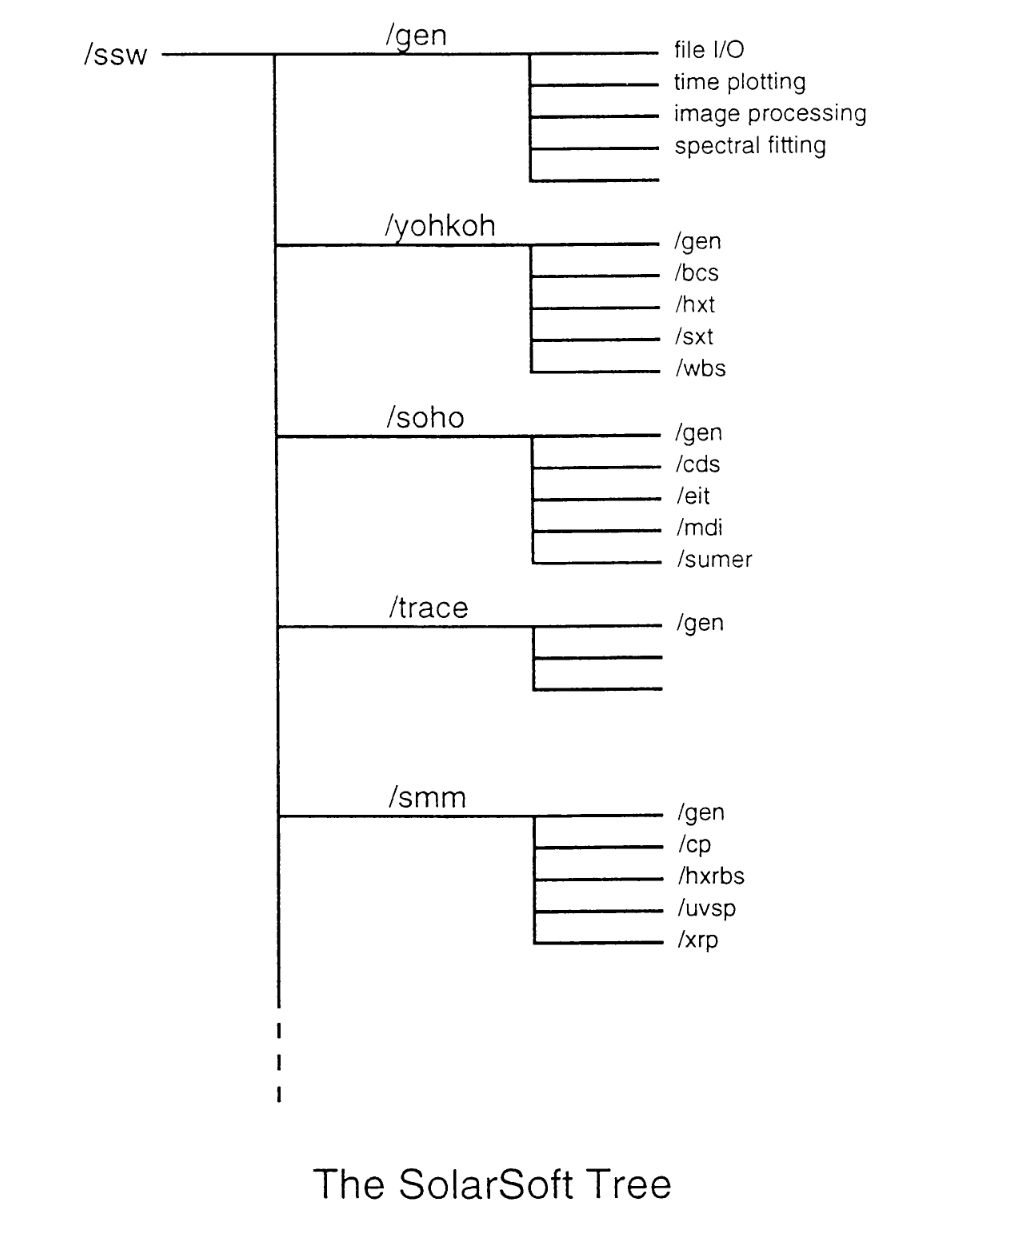 /ssw
/gen
file I/O
time plotting
image processing
spectral fitting
/yohkoh
/gen
/bcs
/hxt
/sxt
/wbs
/soho
/gen
/cds
/eit
/mdi
/sumer
/trace
/gen
/smm
/gen
/cp
/hxrbs
/uvsp
/xrp
The SolarSoft Tree